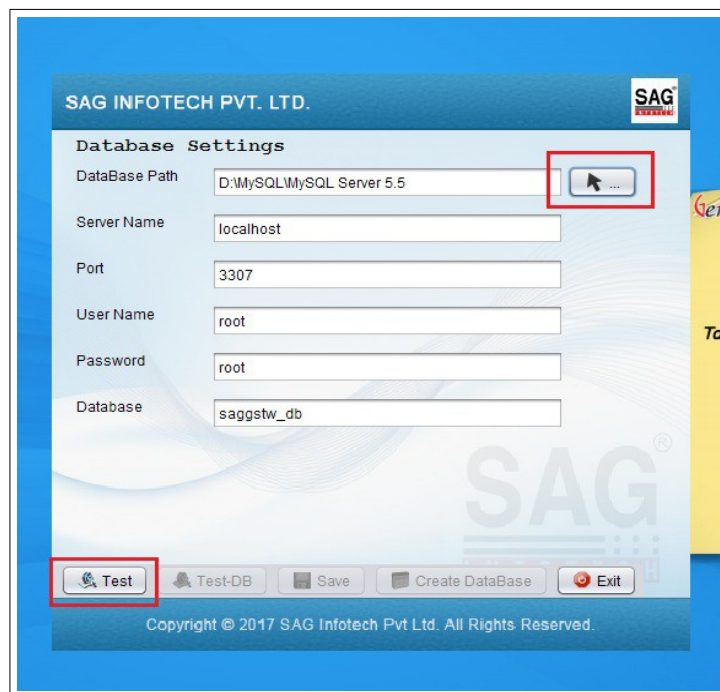 SAG INFOTECH PVT. LTD.
SAG
INFOTECH
Database Settings
DataBase Path
D:\MySQL\MySQL Server 5.5
...
Server Name
localhost
Port
3307
User Name
root
Password
root
Database
saggstw_db
SAG®
Test
Test-DB
Save
Create DataBase
Exit
Copyright © 2017 SAG Infotech Pvt Ltd. All Rights Reserved.